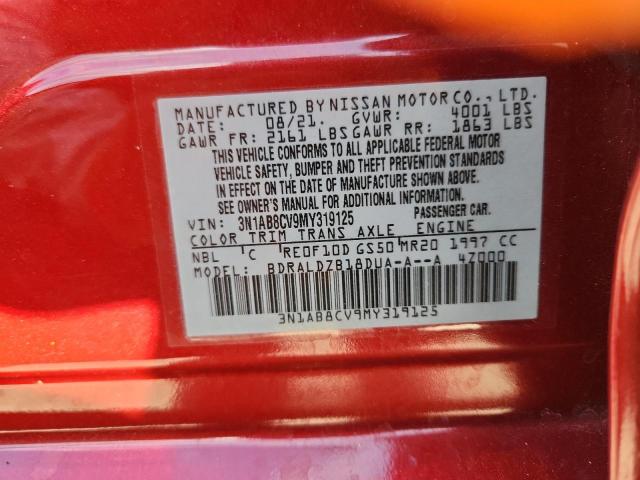 MANUFACTURED BY NISSAN MOTOR CO., LTD.
DATE: 08/21. GVWR: 4001 LBS
GAWR FR: 2161 LBS GAWR RR: 1863 LBS
THIS VEHICLE CONFORMS TO ALL APPLICABLE FEDERAL MOTOR
VEHICLE SAFETY, BUMPER AND THEFT PREVENTION STANDARDS
IN EFFECT ON THE DATE OF MANUFACTURE SHOWN ABOVE.
SEE OWNER'S MANUAL FOR ADDITIONAL INFORMATION.
VIN: 3N1AB8CV9MY319125 PASSENGER CAR.
COLOR TRIM TRANS AXLE ENGINE
NBL C RE0F10D GS50 MR20 1997 CC
MODEL: BDRALDZB18DUA-A--A 4Z000
3N1AB8CV9MY319125